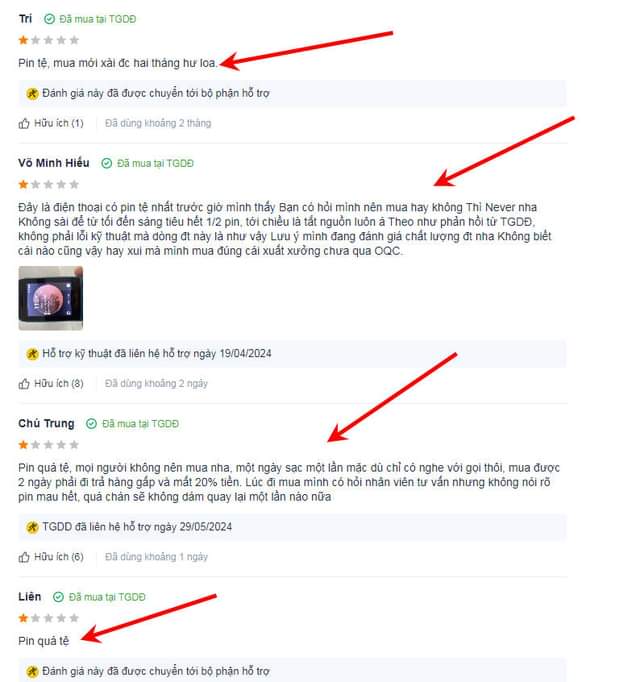 Trí Đã mua tại TGDĐ
Pin tệ, mua mới xài đc hai tháng hư loa.
Đánh giá này đã được chuyển tới bộ phận hỗ trợ
Hữu ích (1) Đã dùng khoảng 2 tháng
Võ Minh Hiếu Đã mua tại TGDĐ
Đây là điện thoại có pin tệ nhất trước giờ mình thấy Bạn có hỏi mình nên mua hay không Thì Never nha
Không sài để từ tối đến sáng tiêu hết 1/2 pin, tới chiều là tắt nguồn luôn á Theo như phản hồi từ TGDĐ,
không phải lỗi kỹ thuật mà dòng đt này là như vậy Lưu ý mình đang đánh giá chất lượng đt nha Không biết
cái nào cũng vậy hay xui mà mình mua đúng cái xuất xưởng chưa qua OQC.
Hỗ trợ kỹ thuật đã liên hệ hỗ trợ ngày 19/04/2024
Hữu ích (8) Đã dùng khoảng 2 ngày
Chú Trung Đã mua tại TGDĐ
Pin quá tệ, mọi người không nên mua nha, một ngày sạc một lần mặc dù chỉ có nghe với gọi thôi, mua được
2 ngày phải đi trả hàng gấp và mất 20% tiền. Lúc đi mua mình có hỏi nhân viên tư vấn nhưng không nói rõ
pin mau hết, quá chán sẽ không dám quay lại một lần nào nữa
TGDD đã liên hệ hỗ trợ ngày 29/05/2024
Hữu ích (6) Đã dùng khoảng 1 ngày
Liên Đã mua tại TGDĐ
Pin quá tệ
Đánh giá này đã được chuyển tới bộ phận hỗ trợ